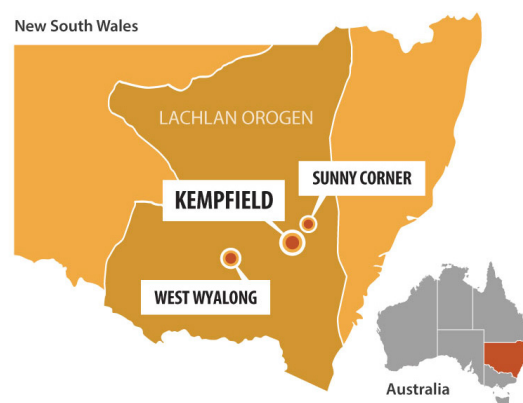 New South Wales
LACHLAN OROGEN
SUNNY CORNER
KEMPFIELD
WEST WYALONG
Australia